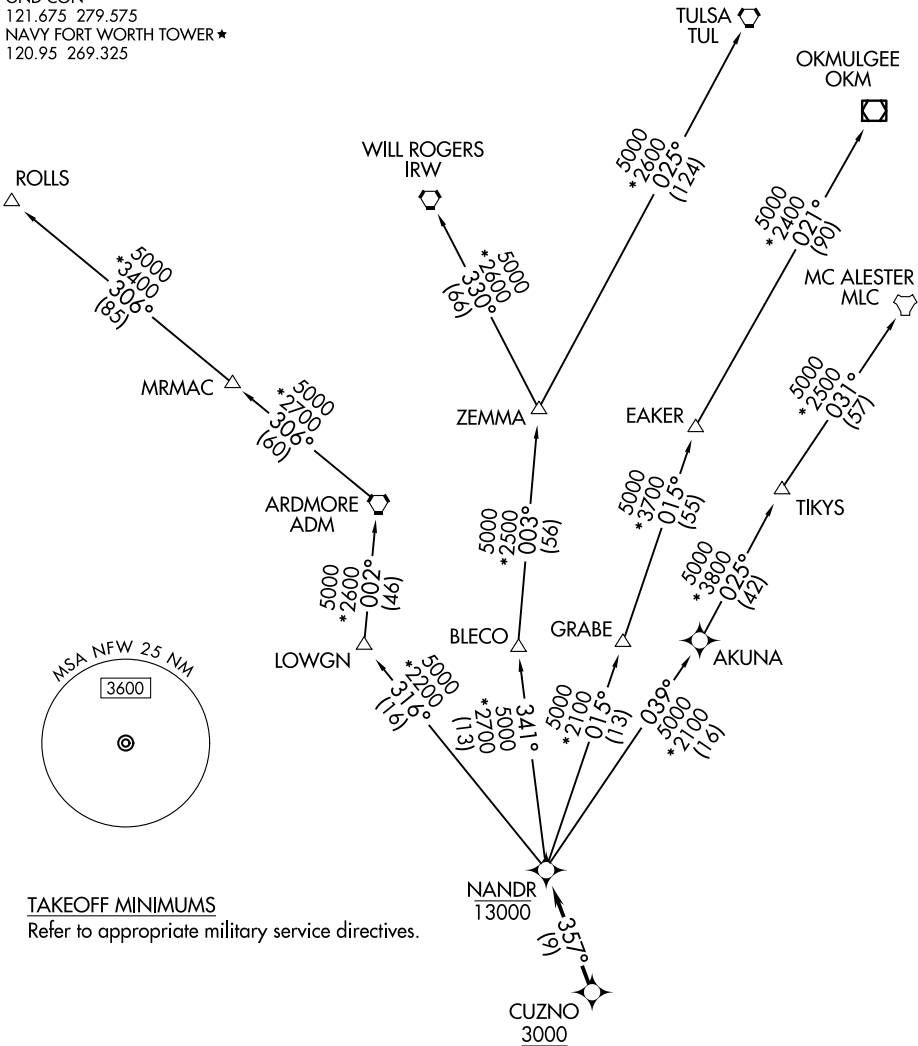 GND CON
121.675 279.575
NAVY FORT WORTH TOWER ★
120.95 269.325
TULSA
TUL
OKMULGEE
OKM
WILL ROGERS
IRW
ROLLS
MC ALESTER
MLC
5000
*2600
025°
(124)
5000
*2400
021°
(90)
5000
*2600
330°
(66)
5000
*3400
306°
(85)
MRMAC
5000
*2700
306°
(60)
ZEMMA
EAKER
5000
*2500
031°
(57)
ARDMORE
ADM
TIKYS
5000
*2500
003°
(56)
5000
*3700
015°
(55)
5000
*3800
025°
(42)
5000
*2600
002°
(46)
LOWGN
BLECO
GRABE
AKUNA
MSA NFW 25 NM
3600
5000
*2200
316°
(16)
341°
5000
*2700
(13)
5000
*2100
015°
(13)
039°
5000
*2100
(16)
NANDR
13000
357°
(9)
CUZNO
3000
TAKEOFF MINIMUMS
Refer to appropriate military service directives.